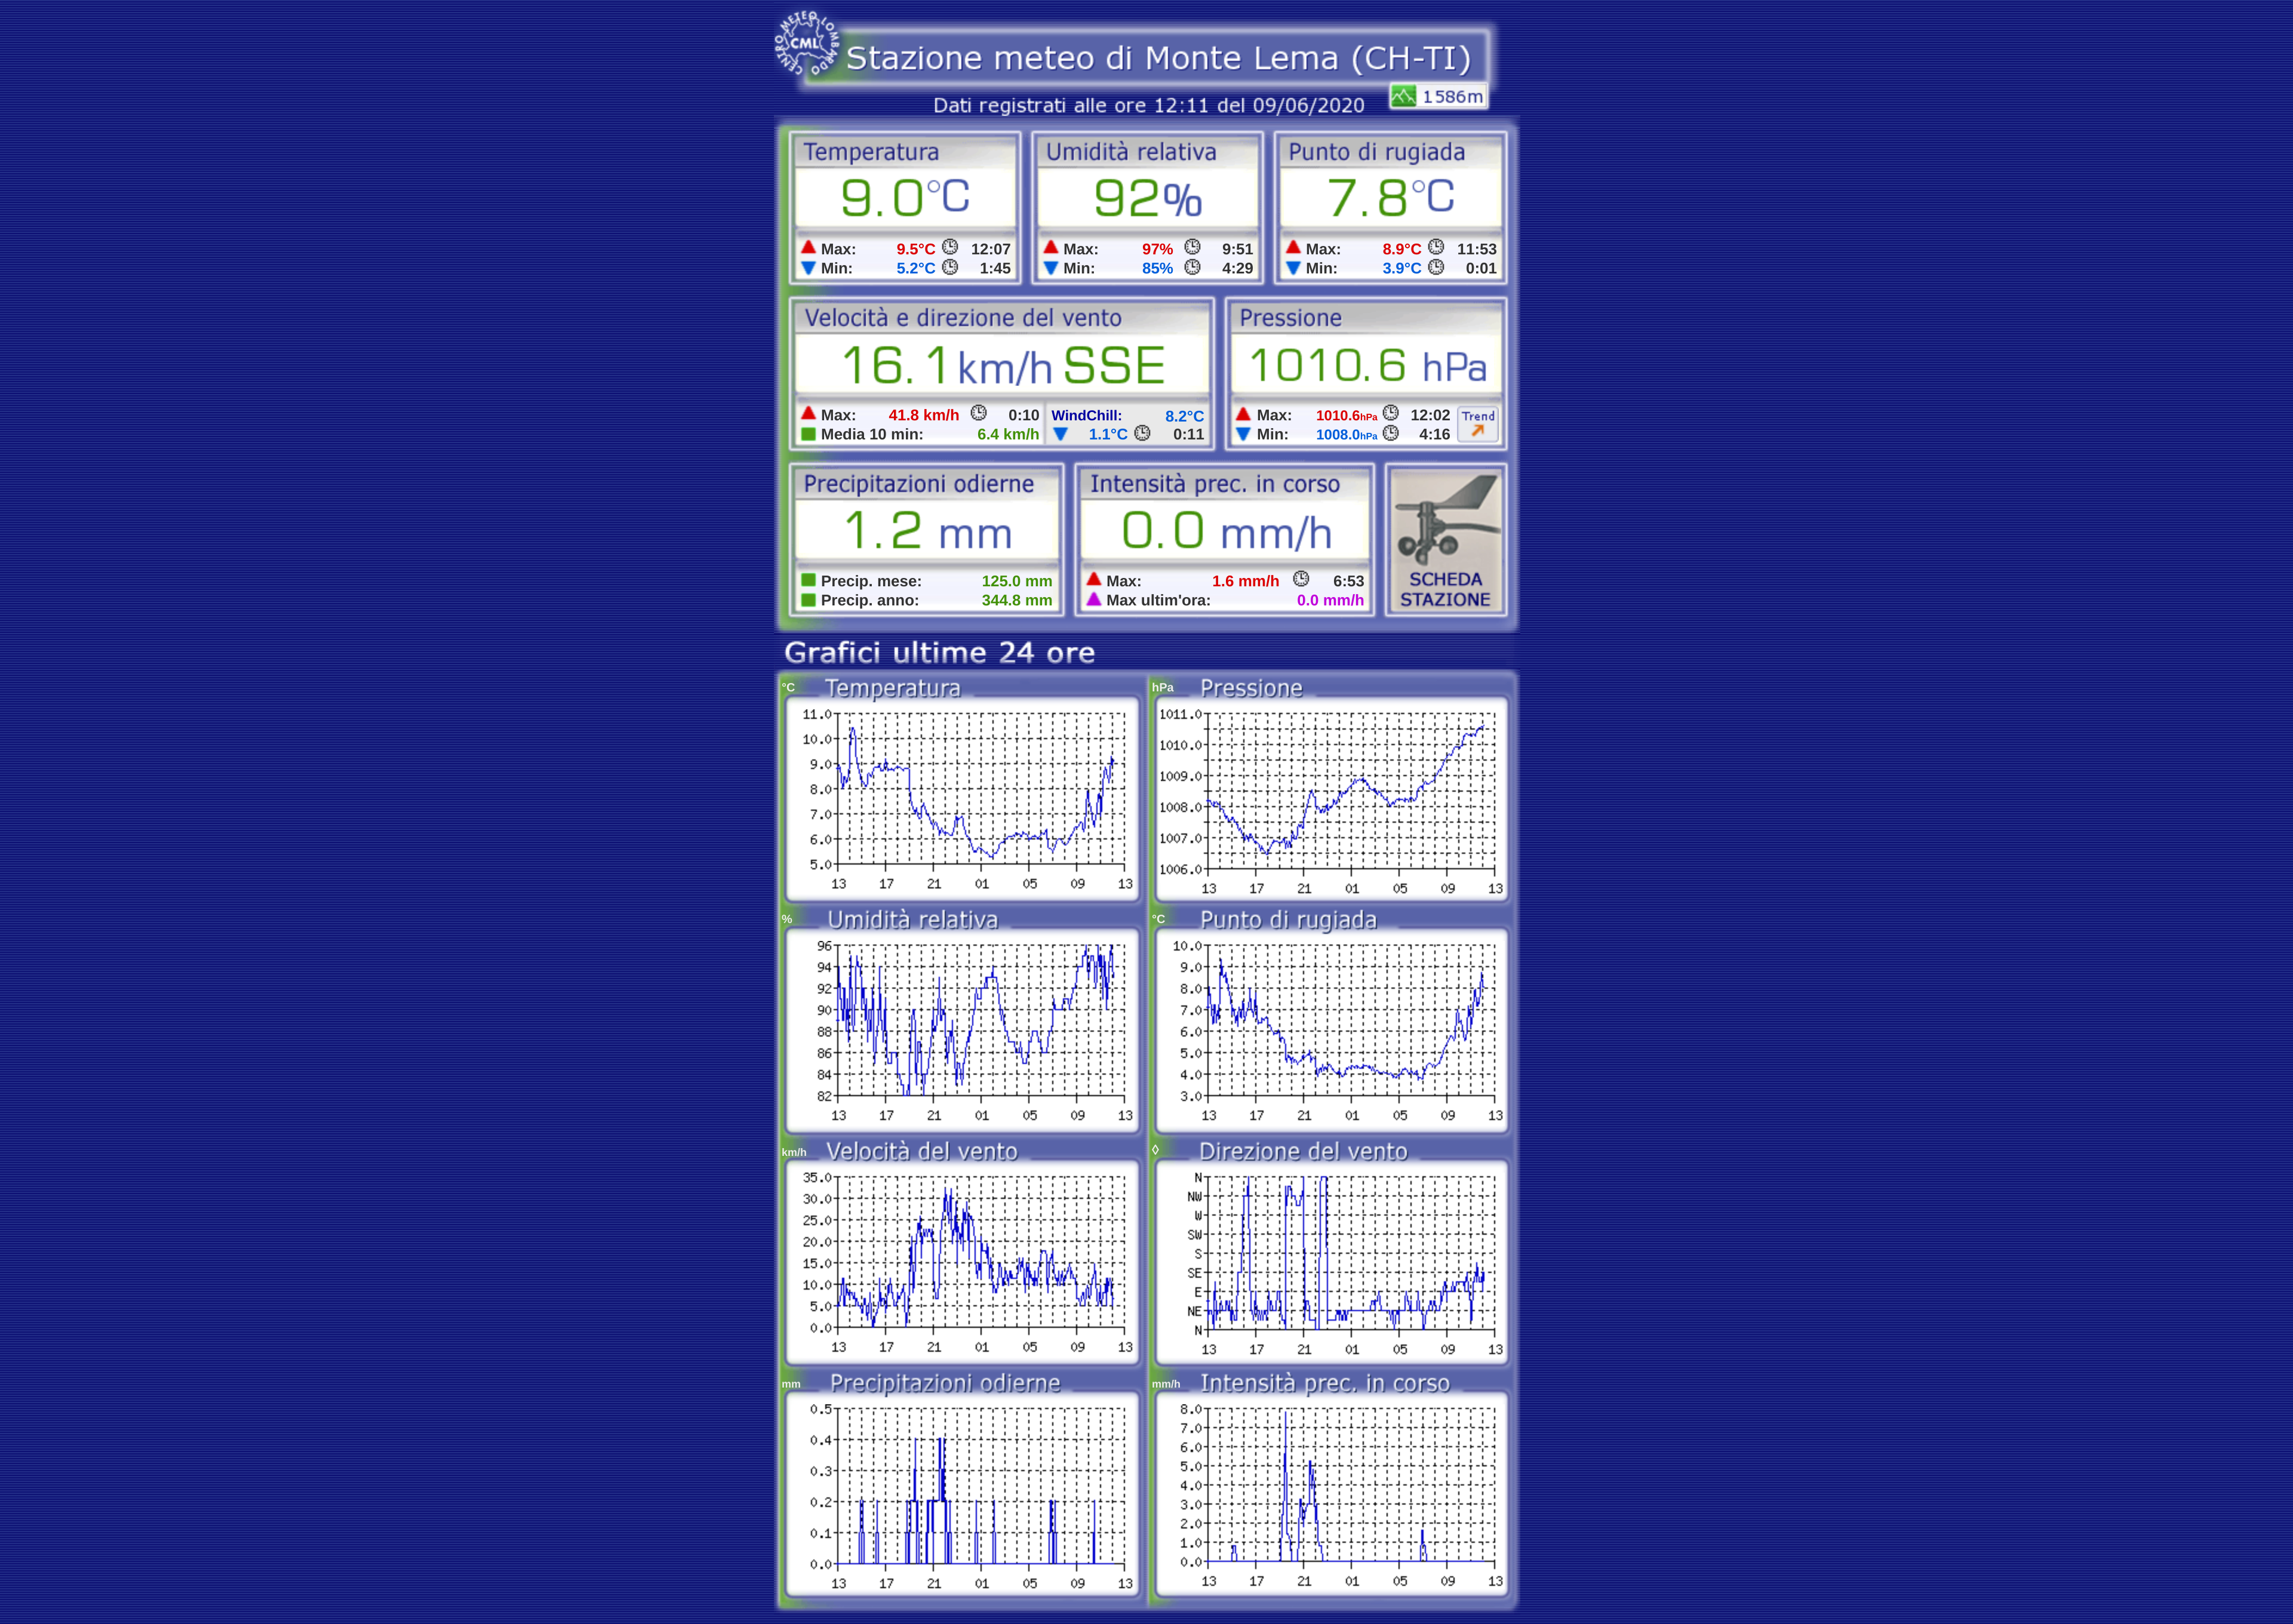 CENTRO METEO LOMBARDO
CML
Stazione meteo di Monte Lema (CH-TI)
1586m
Dati registrati alle ore 12:11 del 09/06/2020
Temperatura
9.0°C
Max: 9.5°C 12:07
Min: 5.2°C 1:45
Umidità relativa
92%
Max: 97% 9:51
Min: 85% 4:29
Punto di rugiada
7.8°C
Max: 8.9°C 11:53
Min: 3.9°C 0:01
Velocità e direzione del vento
16.1 km/h SSE
Max: 41.8 km/h 0:10
Media 10 min: 6.4 km/h
WindChill: 8.2°C
1.1°C 0:11
Pressione
1010.6 hPa
Max: 1010.6hPa 12:02
Min: 1008.0hPa 4:16
Trend
Precipitazioni odierne
1.2 mm
Precip. mese: 125.0 mm
Precip. anno: 344.8 mm
Intensità prec. in corso
0.0 mm/h
Max: 1.6 mm/h 6:53
Max ultim'ora: 0.0 mm/h
SCHEDA
STAZIONE
Grafici ultime 24 ore
°C Temperatura
11.0
10.0
9.0
8.0
7.0
6.0
5.0
13 17 21 01 05 09 13
hPa Pressione
1011.0
1010.0
1009.0
1008.0
1007.0
1006.0
13 17 21 01 05 09 13
% Umidità relativa
96
94
92
90
88
86
84
82
13 17 21 01 05 09 13
°C Punto di rugiada
10.0
9.0
8.0
7.0
6.0
5.0
4.0
3.0
13 17 21 01 05 09 13
km/h Velocità del vento
35.0
30.0
25.0
20.0
15.0
10.0
5.0
0.0
13 17 21 01 05 09 13
◊ Direzione del vento
N
NW
W
SW
S
SE
E
NE
N
13 17 21 01 05 09 13
mm Precipitazioni odierne
0.5
0.4
0.3
0.2
0.1
0.0
13 17 21 01 05 09 13
mm/h Intensità prec. in corso
8.0
7.0
6.0
5.0
4.0
3.0
2.0
1.0
0.0
13 17 21 01 05 09 13